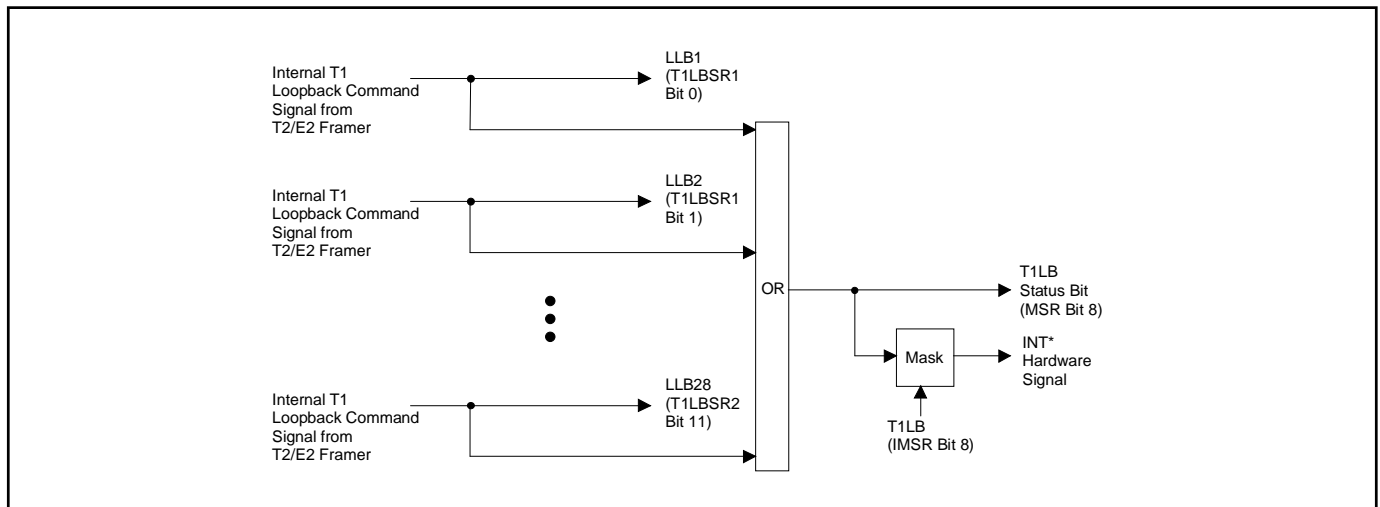 Internal T1
Loopback Command
Signal from
T2/E2 Framer
LLB1
(T1LBSR1
Bit 0)
Internal T1
Loopback Command
Signal from
T2/E2 Framer
LLB2
(T1LBSR1
Bit 1)
OR
T1LB
Status Bit
(MSR Bit 8)
Mask
INT*
Hardware
Signal
T1LB
(IMSR Bit 8)
Internal T1
Loopback Command
Signal from
T2/E2 Framer
LLB28
(T1LBSR2
Bit 11)